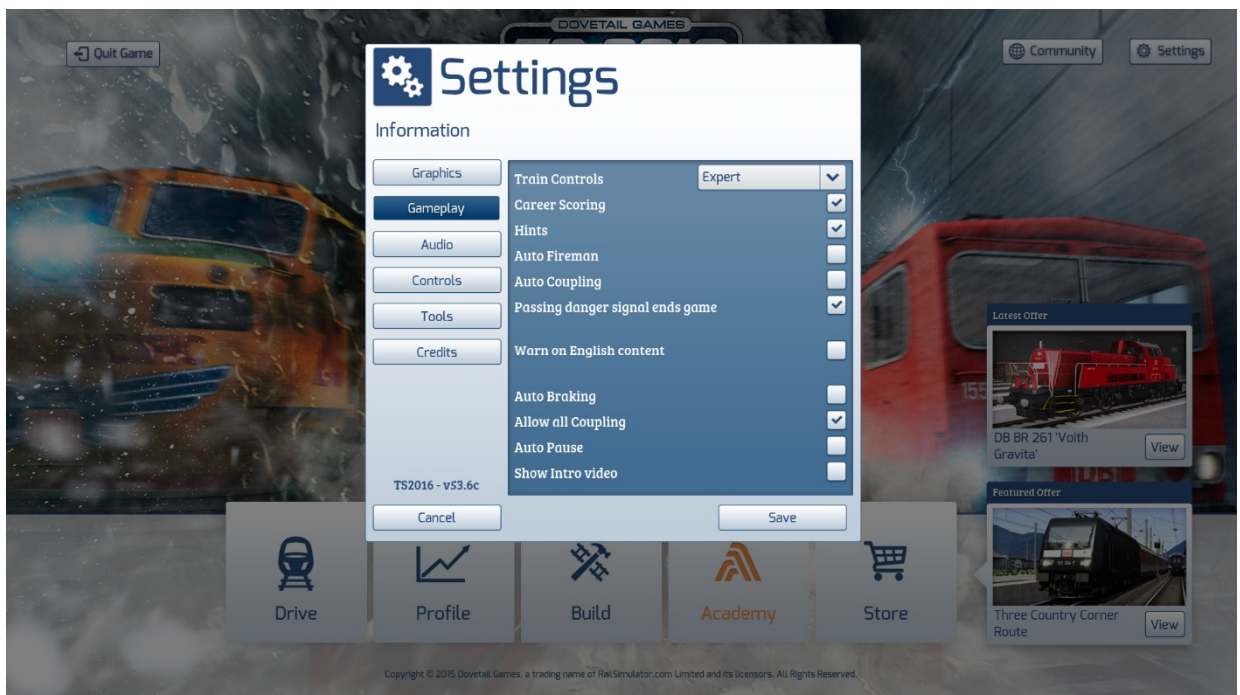 DOVETAIL GAMES
Quit Game
Community
Settings
Settings
Information
Graphics
Gameplay
Audio
Controls
Tools
Credits
TS2016 - v53.6c
Train Controls Expert
Career Scoring
Hints
Auto Fireman
Auto Coupling
Passing danger signal ends game
Warn on English content
Auto Braking
Allow all Coupling
Auto Pause
Show Intro video
Cancel
Save
155
Latest Offer
DB BR 261 'Voith
Gravita'
View
Featured Offer
Three Country Corner
Route
View
Drive
Profile
Build
Academy
Store
Copyright © 2015 Dovetail Games, a trading name of RailSimulator.com Limited and its licensors. All Rights Reserved.